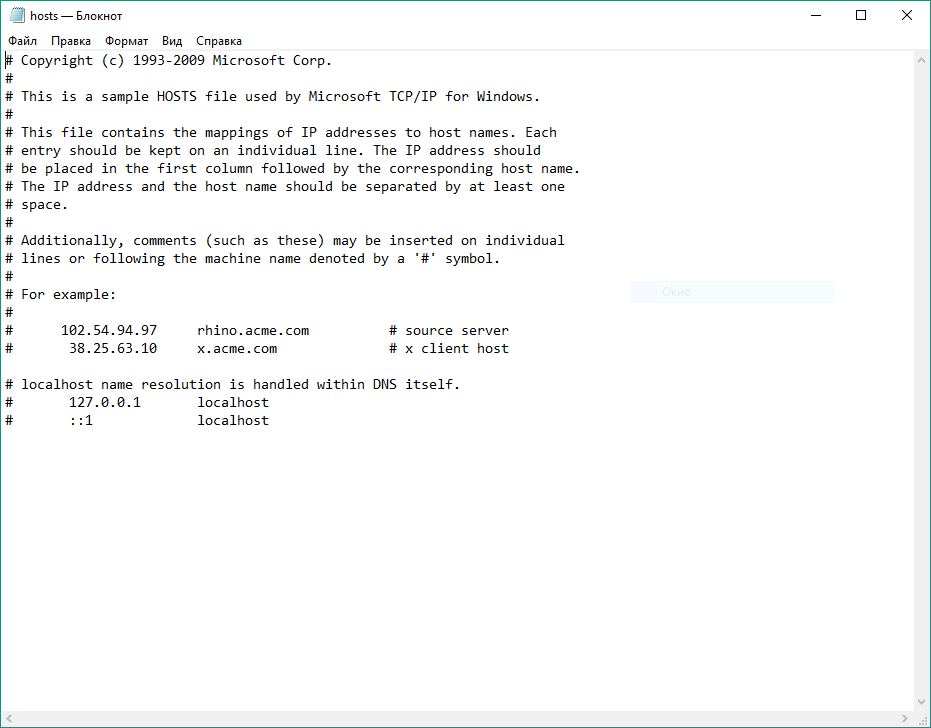 hosts — Блокнот
Файл Правка Формат Вид Справка
# Copyright (c) 1993-2009 Microsoft Corp.
#
# This is a sample HOSTS file used by Microsoft TCP/IP for Windows.
#
# This file contains the mappings of IP addresses to host names. Each
# entry should be kept on an individual line. The IP address should
# be placed in the first column followed by the corresponding host name.
# The IP address and the host name should be separated by at least one
# space.
#
# Additionally, comments (such as these) may be inserted on individual
# lines or following the machine name denoted by a '#' symbol.
#
# For example:
Окно
#
#      102.54.94.97     rhino.acme.com          # source server
#       38.25.63.10     x.acme.com              # x client host

# localhost name resolution is handled within DNS itself.
#       127.0.0.1       localhost
#       ::1             localhost